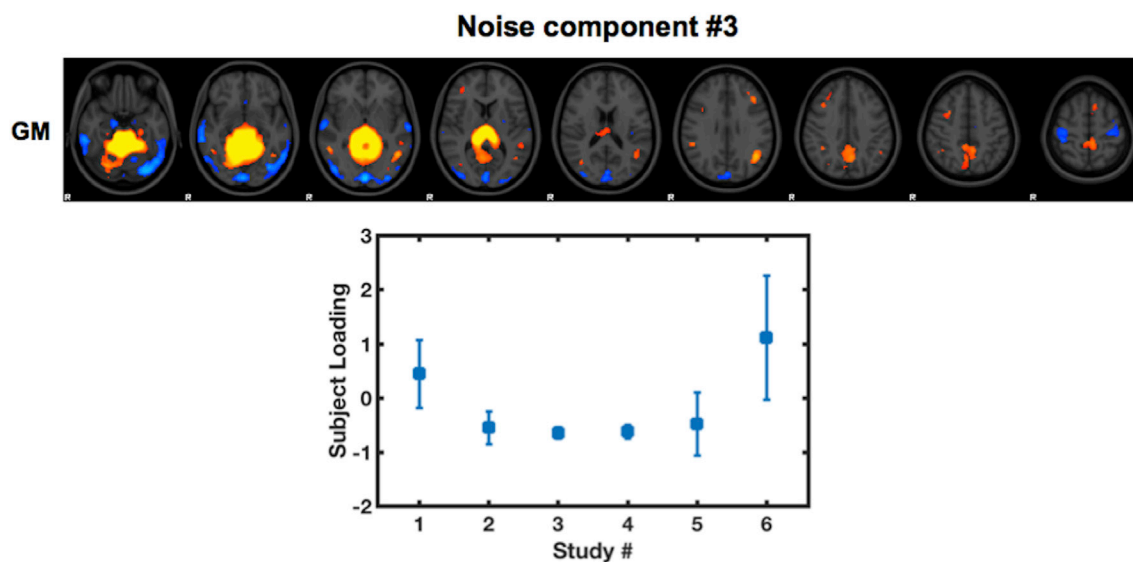 Noise component #3
GM
R R R R R R R R R
3
2
1
0
-1
-2
Subject Loading
1 2 3 4 5 6
Study #